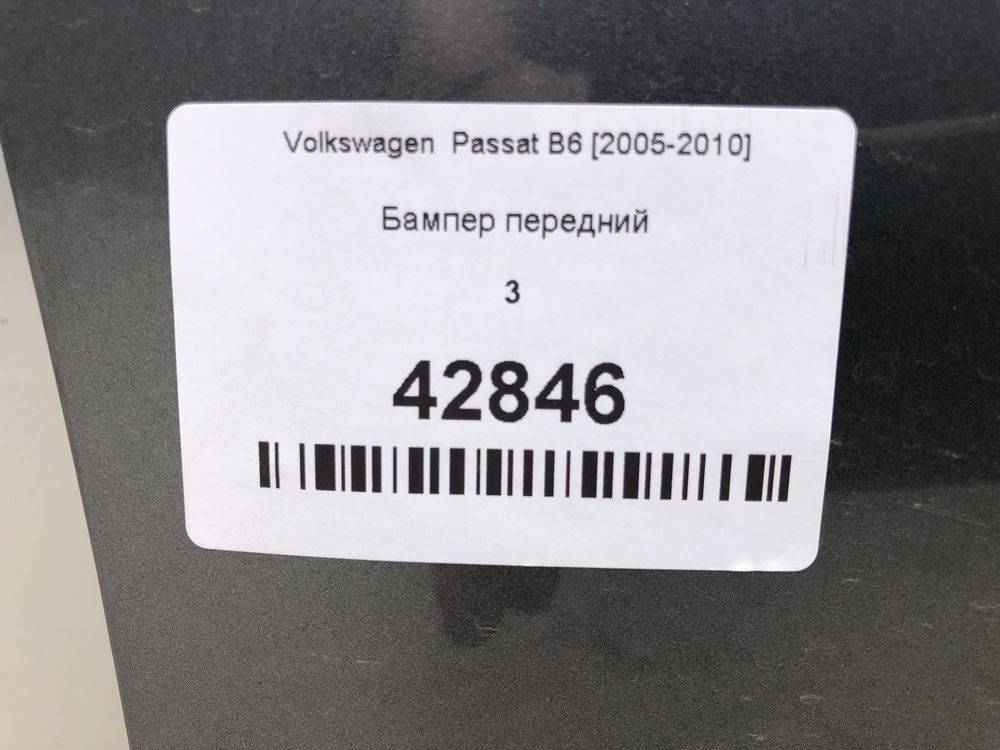 Volkswagen  Passat B6 [2005-2010]
Бампер передний
3
42846